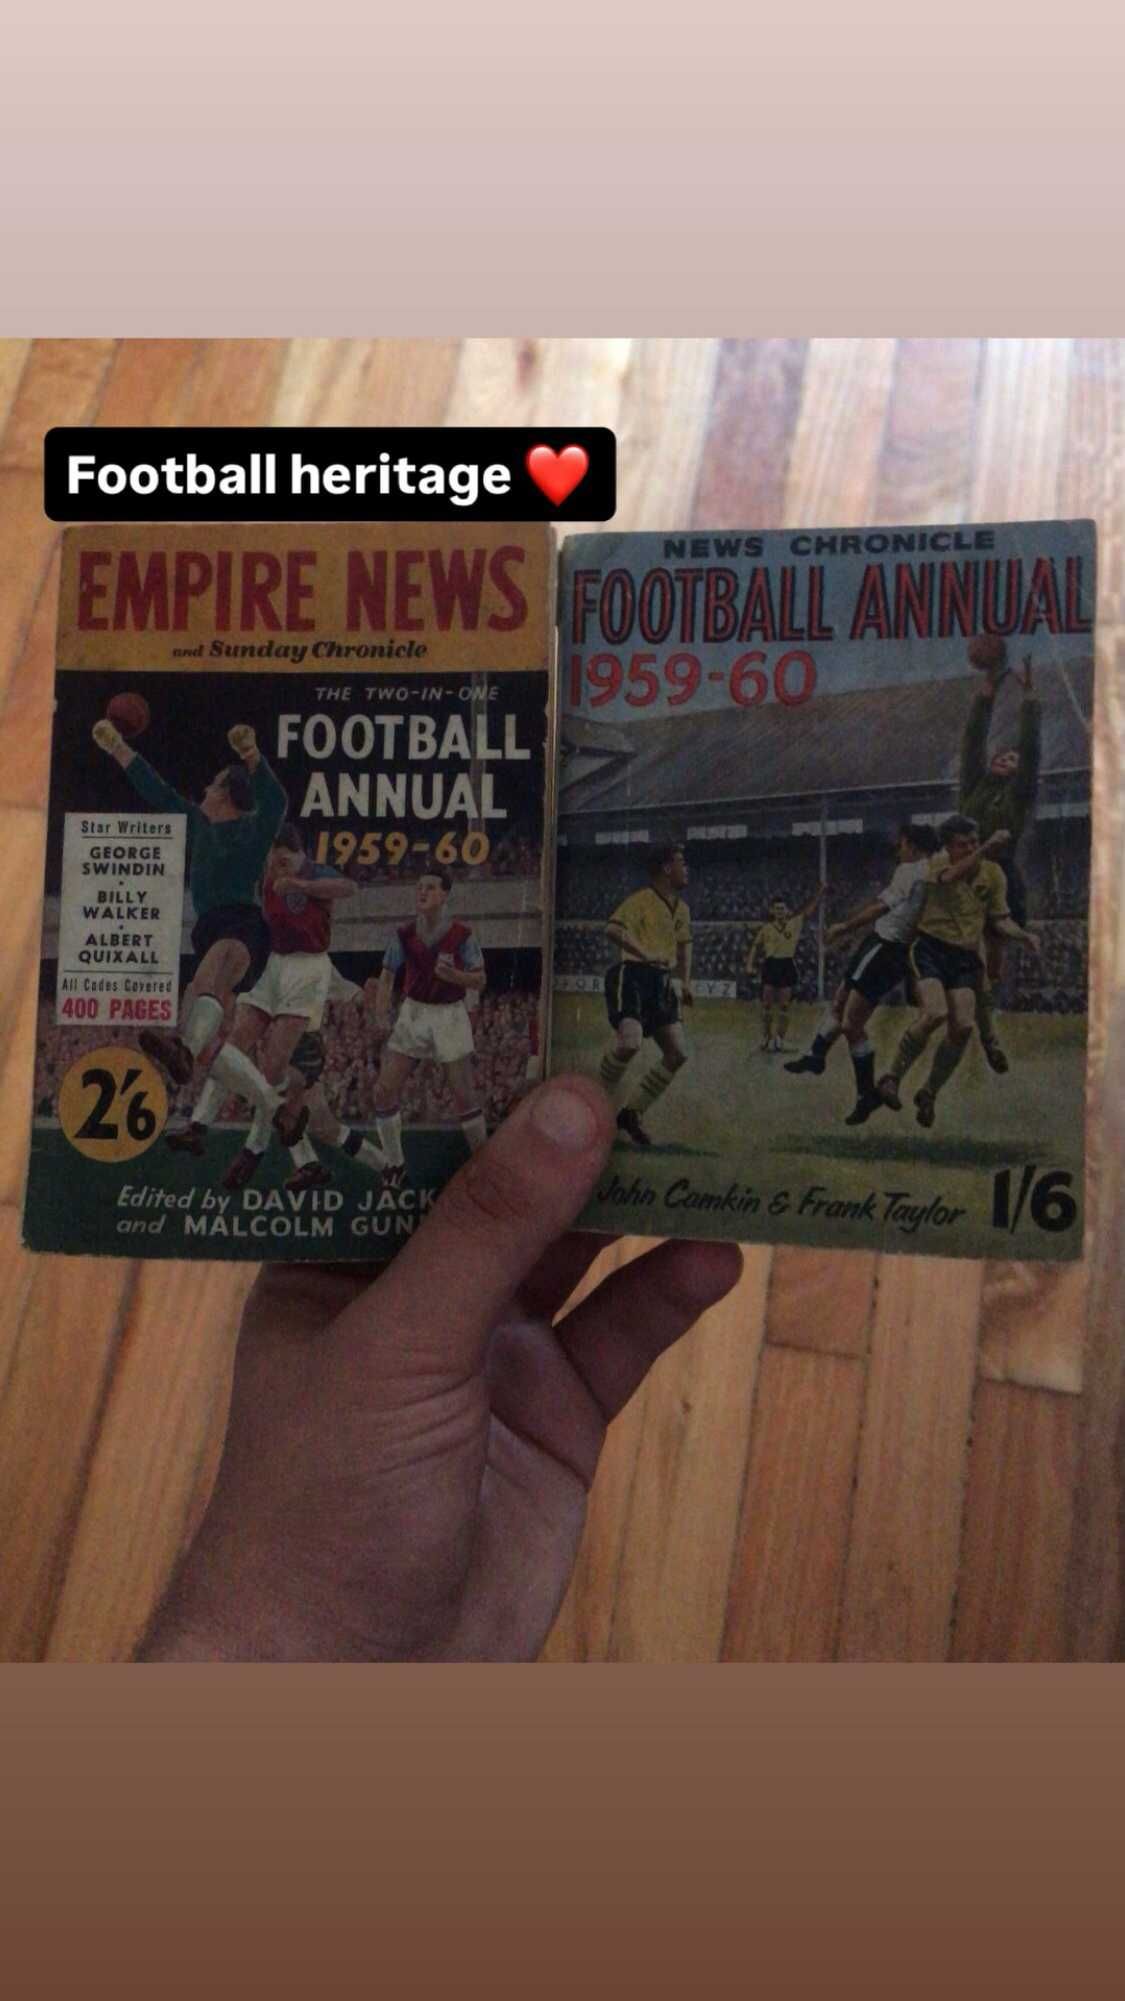 Football heritage ❤️
EMPIRE NEWS
and Sunday Chronicle
THE TWO-IN-ONE
FOOTBALL
ANNUAL
1959-60
Star Writers
GEORGE
SWINDIN
BILLY
WALKER
ALBERT
QUIXALL
All Codes Covered
400 PAGES
2'6
Edited by DAVID JACK
and MALCOLM GUN
NEWS CHRONICLE
FOOTBALL ANNUAL
1959-60
John Camkin & Frank Taylor
1/6